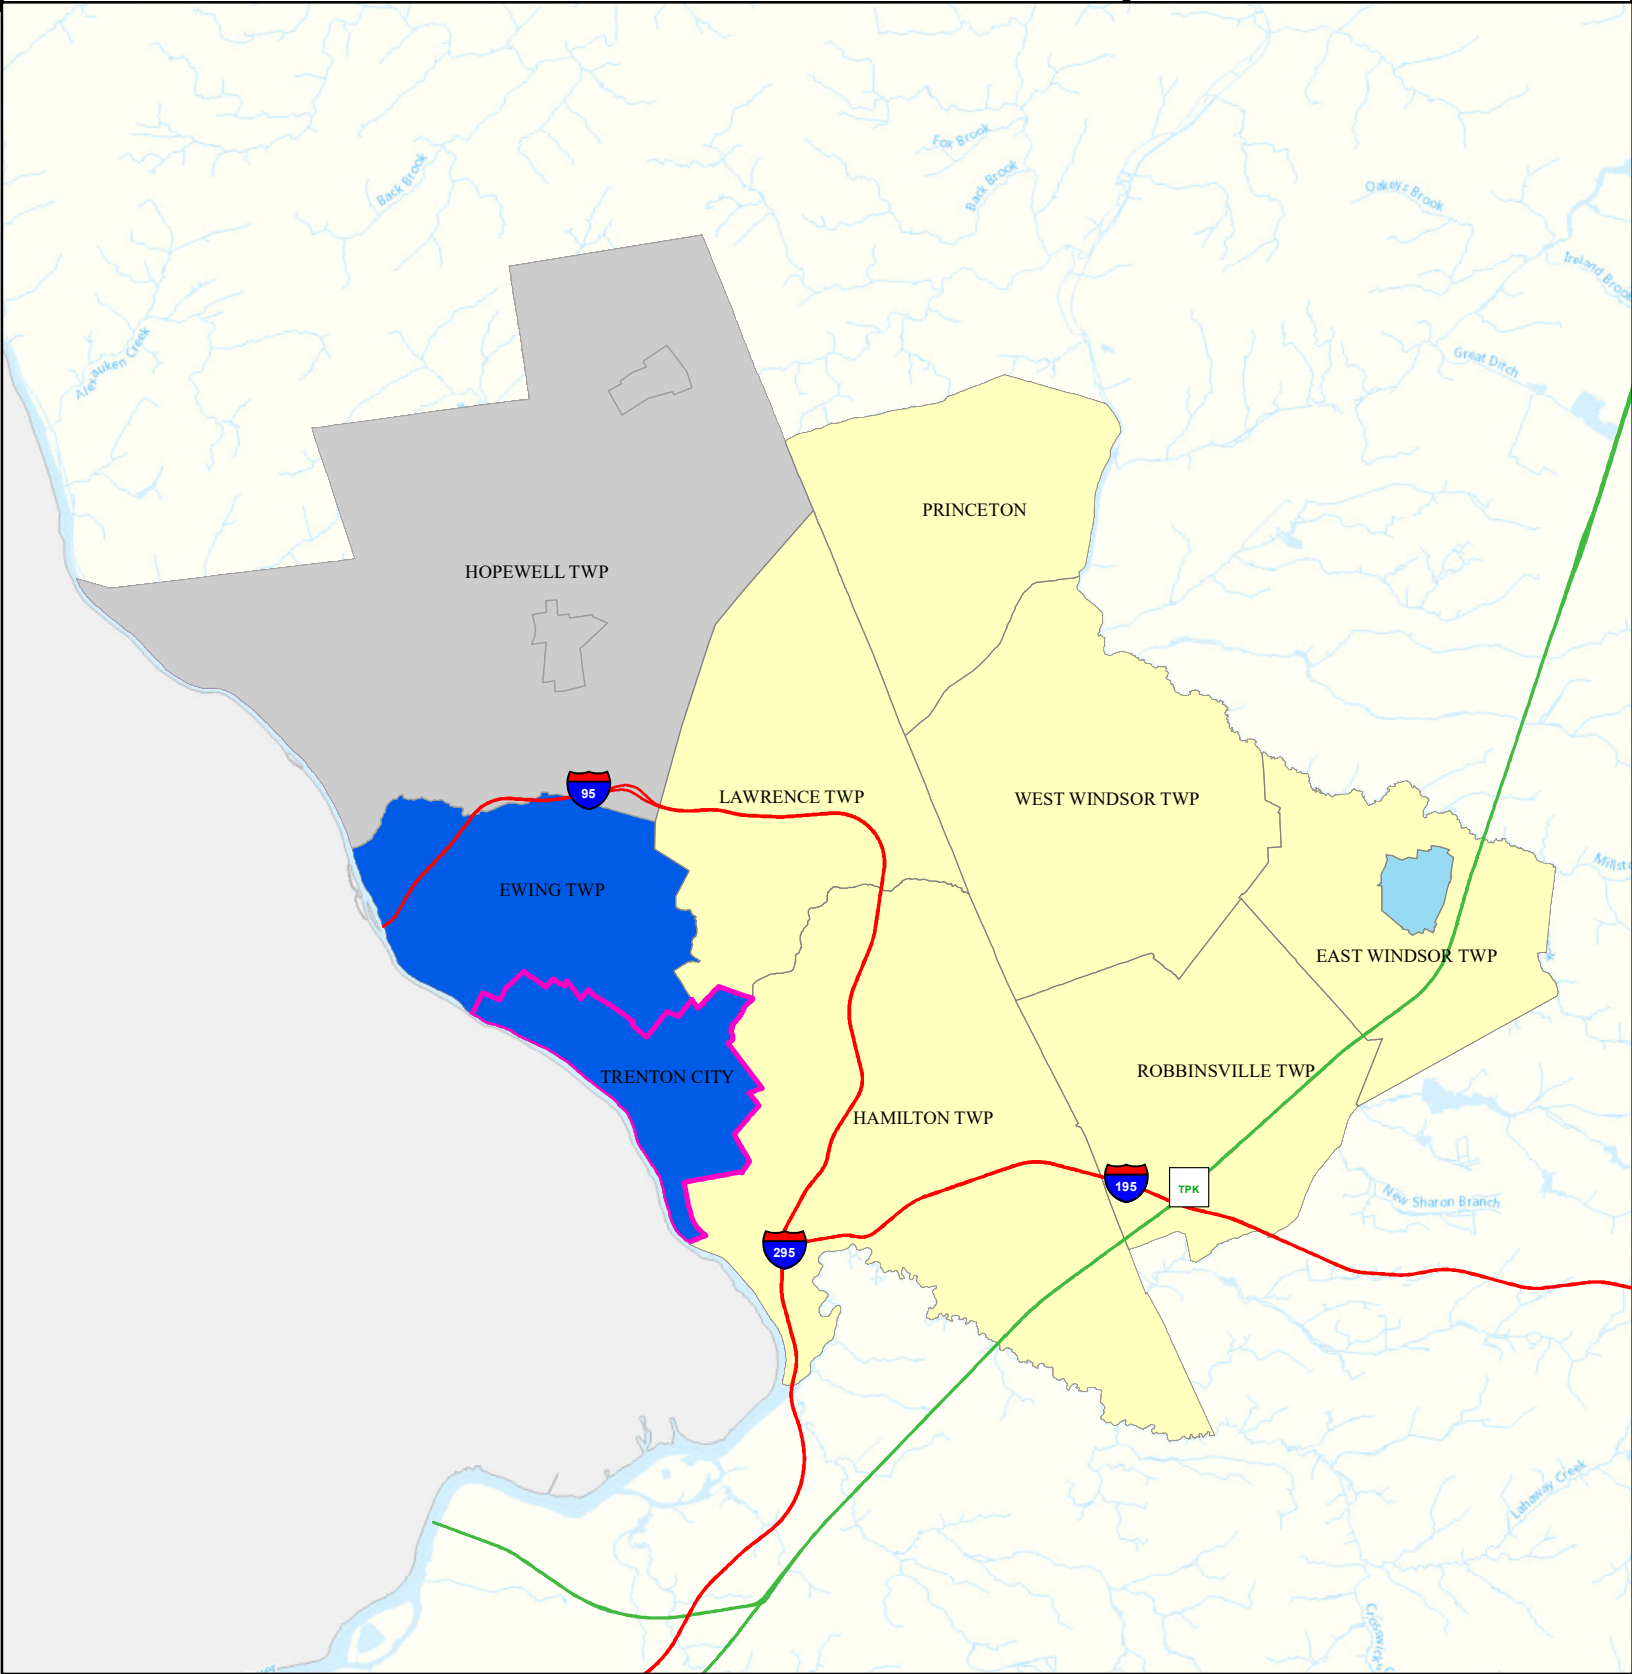 Fox Brook
Back Brook
Back Brook
Oakeys Brook
Ireland Brook
Alexauken Creek
Great Ditch
PRINCETON
HOPEWELL TWP
95
LAWRENCE TWP
WEST WINDSOR TWP
EWING TWP
EAST WINDSOR TWP
TRENTON CITY
ROBBINSVILLE TWP
HAMILTON TWP
195
TPK
New Sharon Branch
295
Lahaway Creek